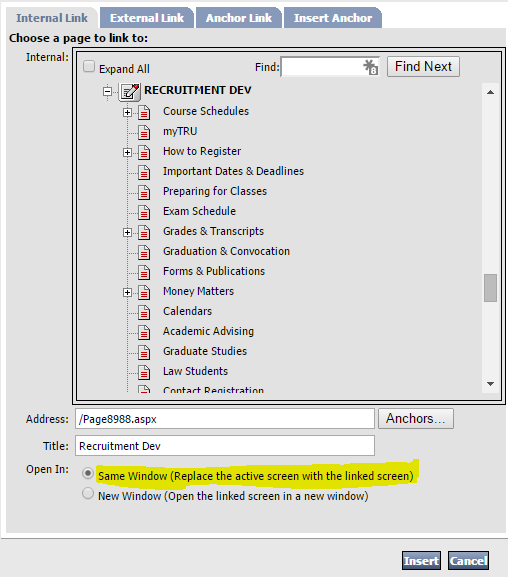 Internal Link External Link Anchor Link Insert Anchor
Choose a page to link to:
Internal:
Expand All Find: Find Next
RECRUITMENT DEV
Course Schedules
myTRU
How to Register
Important Dates & Deadlines
Preparing for Classes
Exam Schedule
Grades & Transcripts
Graduation & Convocation
Forms & Publications
Money Matters
Calendars
Academic Advising
Graduate Studies
Law Students
Contact Registration
Address: /Page8988.aspx Anchors...
Title: Recruitment Dev
Open In: Same Window (Replace the active screen with the linked screen)
New Window (Open the linked screen in a new window)
Insert Cancel